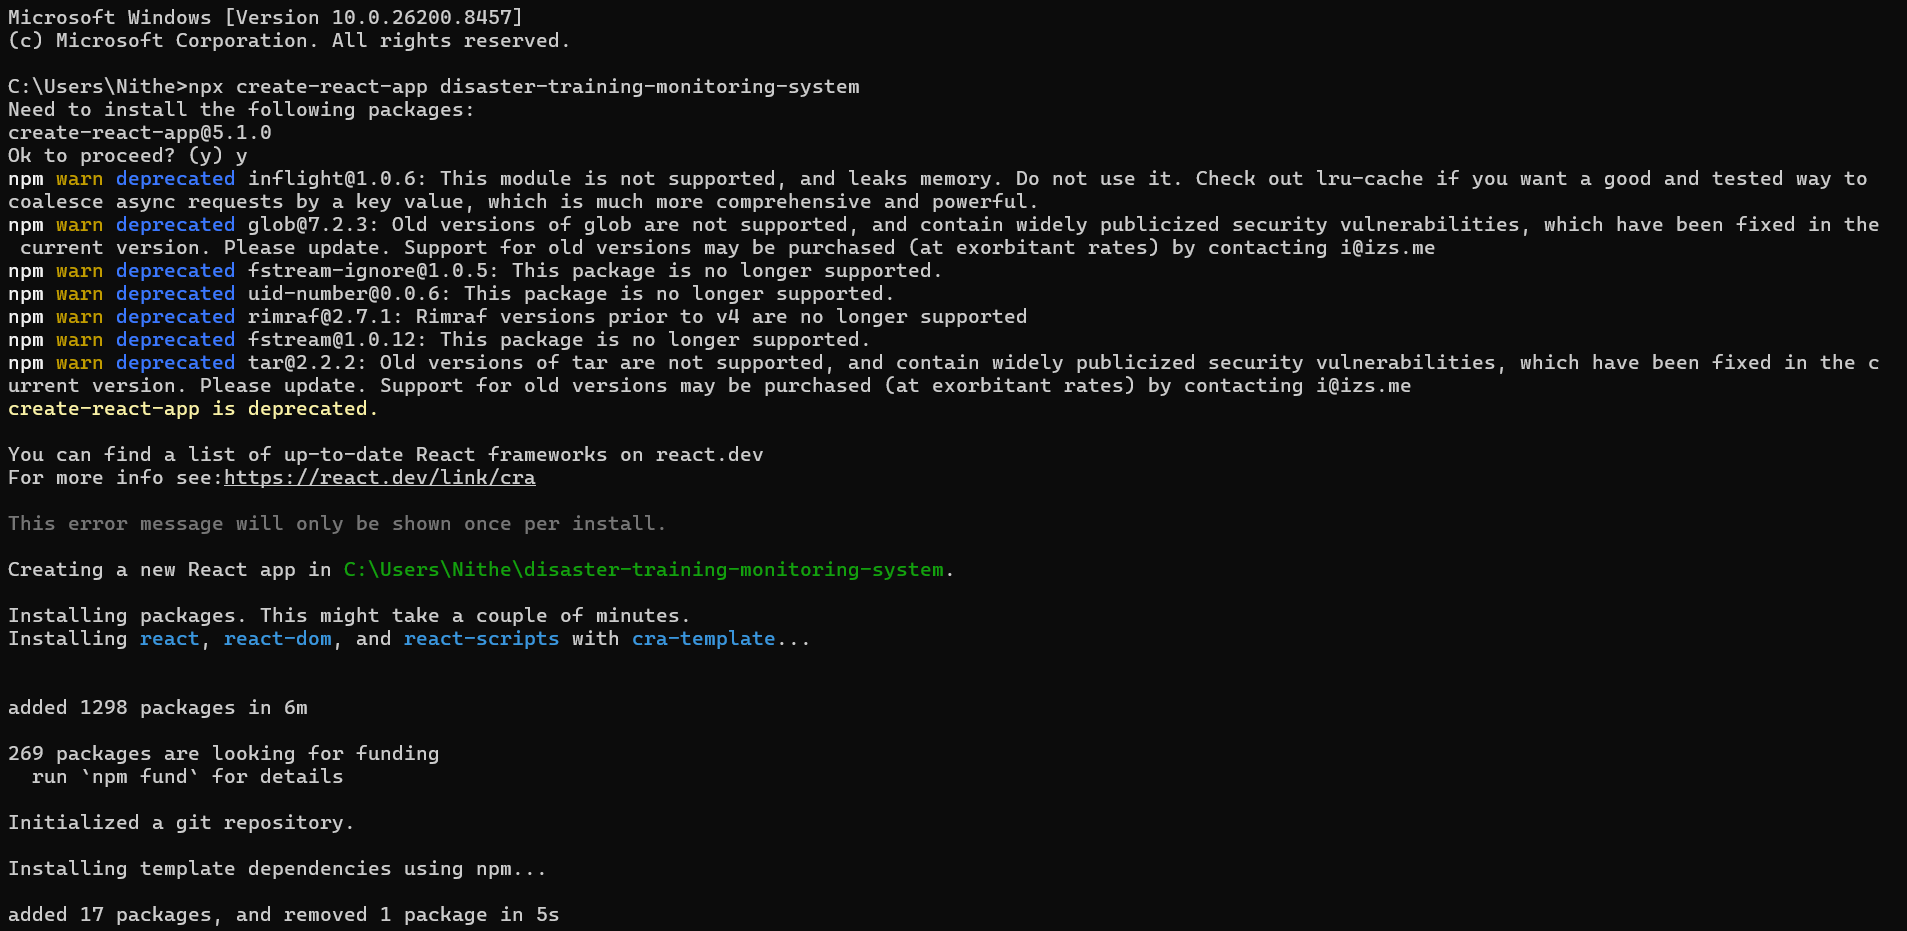 Microsoft Windows [Version 10.0.26200.8457]
(c) Microsoft Corporation. All rights reserved.
C:\Users\Nithe>npx create-react-app disaster-training-monitoring-system
Need to install the following packages:
create-react-app@5.1.0
Ok to proceed? (y) y
npm warn deprecated inflight@1.0.6: This module is not supported, and leaks memory. Do not use it. Check out lru-cache if you want a good and tested way to
coalesce async requests by a key value, which is much more comprehensive and powerful.
npm warn deprecated glob@7.2.3: Old versions of glob are not supported, and contain widely publicized security vulnerabilities, which have been fixed in the
 current version. Please update. Support for old versions may be purchased (at exorbitant rates) by contacting i@izs.me
npm warn deprecated fstream-ignore@1.0.5: This package is no longer supported.
npm warn deprecated uid-number@0.0.6: This package is no longer supported.
npm warn deprecated rimraf@2.7.1: Rimraf versions prior to v4 are no longer supported
npm warn deprecated fstream@1.0.12: This package is no longer supported.
npm warn deprecated tar@2.2.2: Old versions of tar are not supported, and contain widely publicized security vulnerabilities, which have been fixed in the c
urrent version. Please update. Support for old versions may be purchased (at exorbitant rates) by contacting i@izs.me
create-react-app is deprecated.
You can find a list of up-to-date React frameworks on react.dev
For more info see:https://react.dev/link/cra
This error message will only be shown once per install.
Creating a new React app in C:\Users\Nithe\disaster-training-monitoring-system.
Installing packages. This might take a couple of minutes.
Installing react, react-dom, and react-scripts with cra-template...
added 1298 packages in 6m
269 packages are looking for funding
  run `npm fund` for details
Initialized a git repository.
Installing template dependencies using npm...
added 17 packages, and removed 1 package in 5s